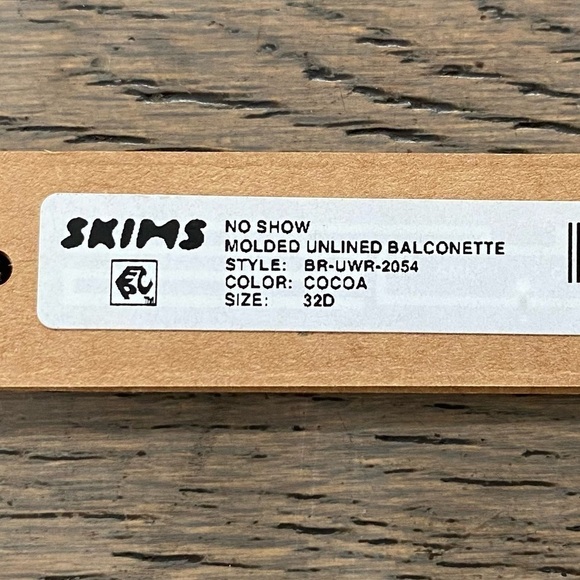 SKIMS
NO SHOW
MOLDED UNLINED BALCONETTE
STYLE: BR-UWR-2054
COLOR: COCOA
SIZE: 32D